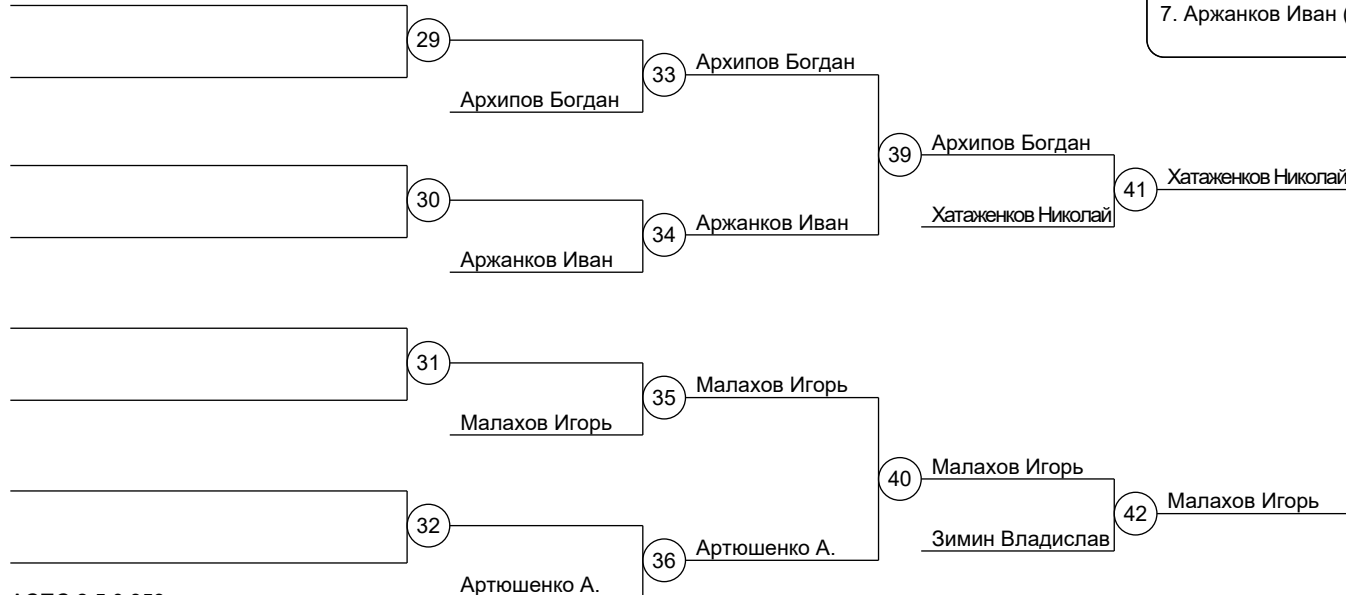 7. Аржанков Иван (
29
33
Архипов Богдан
Архипов Богдан
39
Архипов Богдан
41
Хатаженков Николай
30
34
Аржанков Иван
Хатаженков Николай
Аржанков Иван
31
35
Малахов Игорь
Малахов Игорь
40
Малахов Игорь
42
Малахов Игорь
32
36
Артюшенко А.
Зимин Владислав
Артюшенко А.